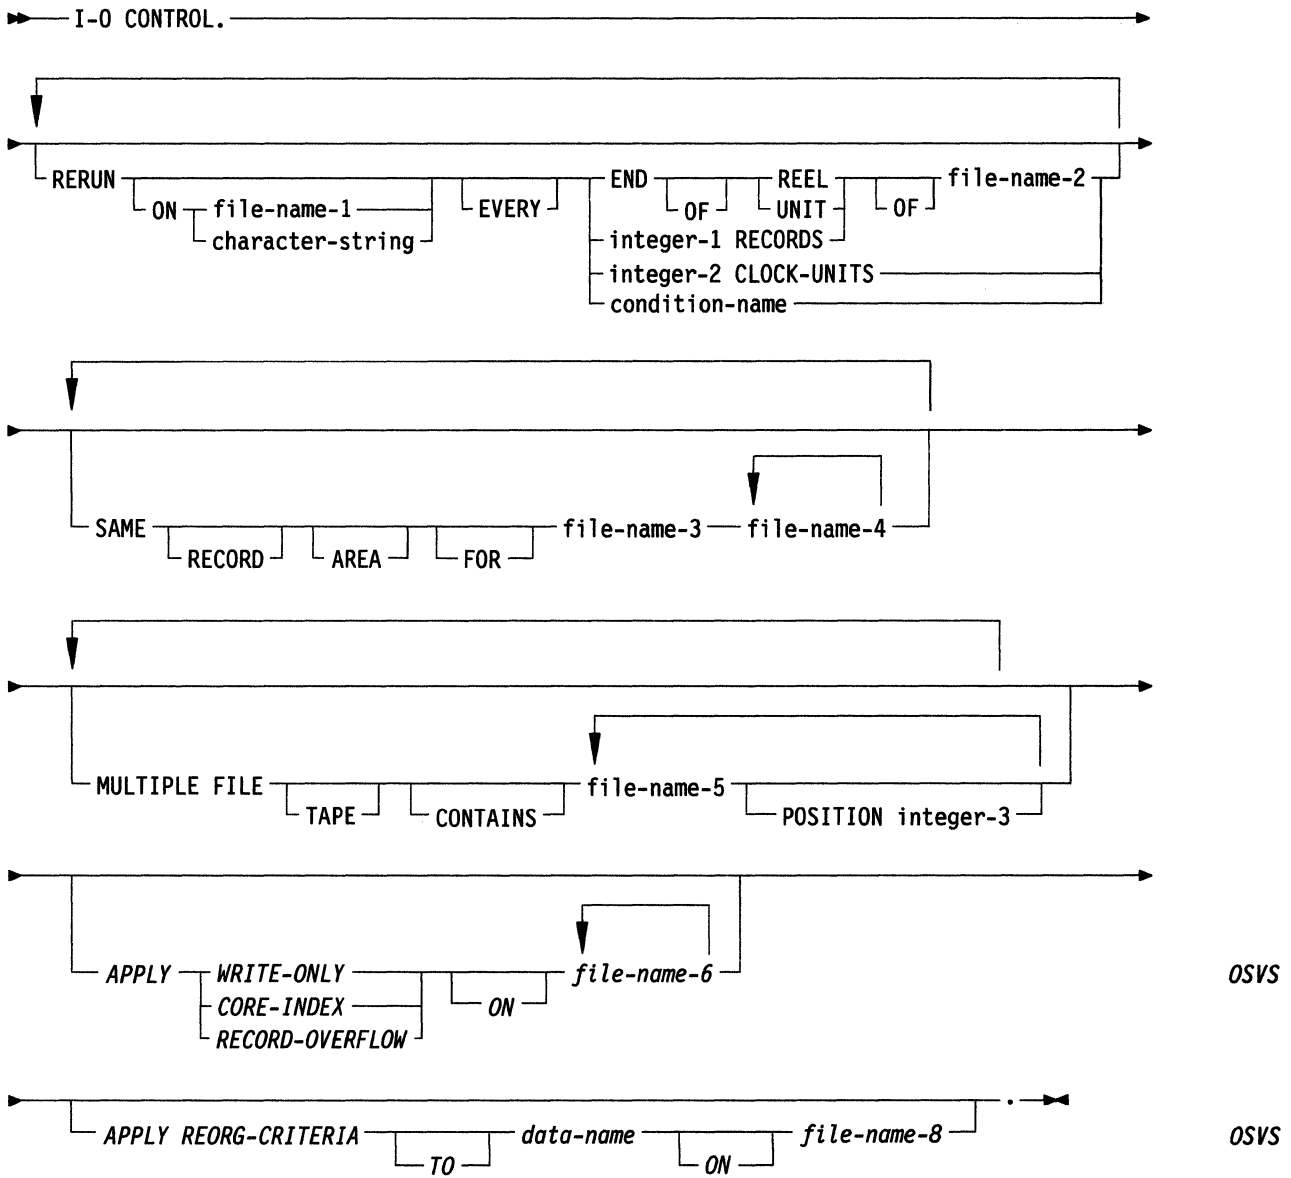 I-O CONTROL.
RERUN END REEL file-name-2
ON file-name-1 EVERY OF UNIT OF
character-string integer-1 RECORDS
integer-2 CLOCK-UNITS
condition-name
SAME file-name-3 file-name-4
RECORD AREA FOR
MULTIPLE FILE file-name-5
TAPE CONTAINS POSITION integer-3
APPLY WRITE-ONLY file-name-6 OSVS
CORE-INDEX ON
RECORD-OVERFLOW
.
APPLY REORG-CRITERIA data-name file-name-8 OSVS
TO ON